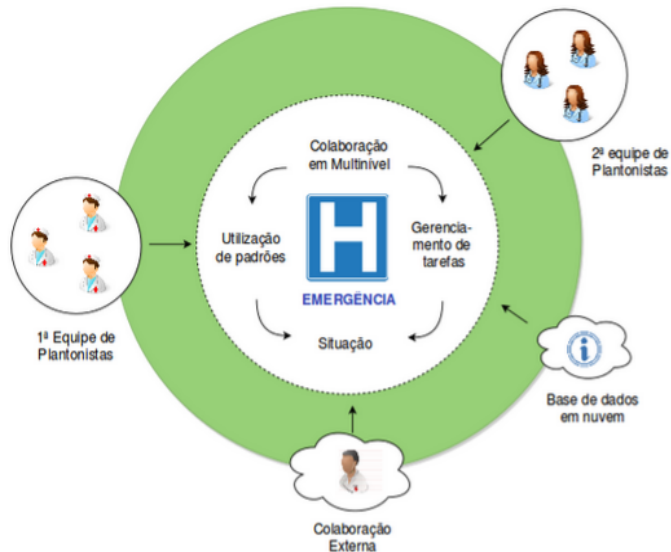 2ª equipe de
Plantonistas
Colaboração
em Multinível
Utilização
de padrões
H
Gerencia-
mento de
tarefas
EMERGÊNCIA
Situação
1ª Equipe de
Plantonistas
Base de dados
em nuvem
Colaboração
Externa